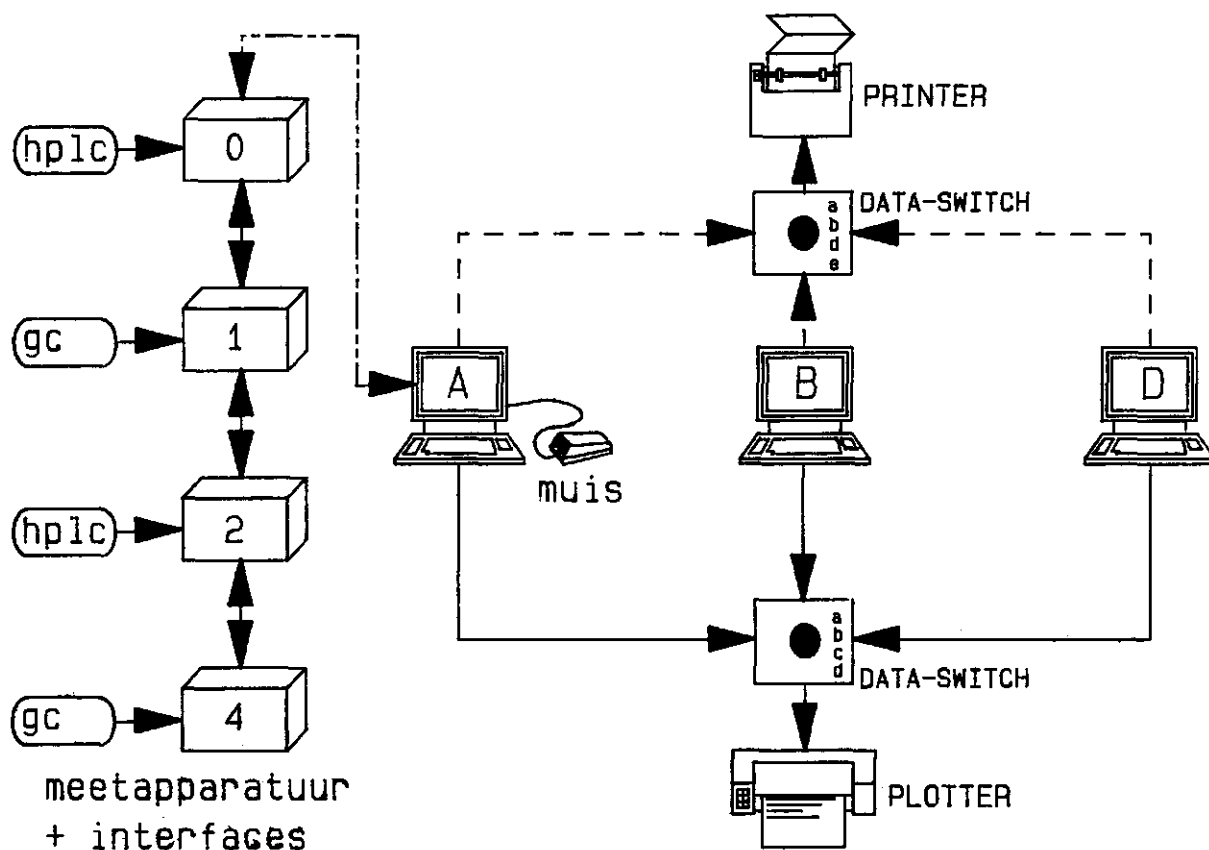 PRINTER
hplc
0
DATA-SWITCH
a
b
d
e
gc
1
A
B
D
muis
hplc
2
a
b
c
d
DATA-SWITCH
gc
4
PLOTTER
meetapparatuur
+ interfaces